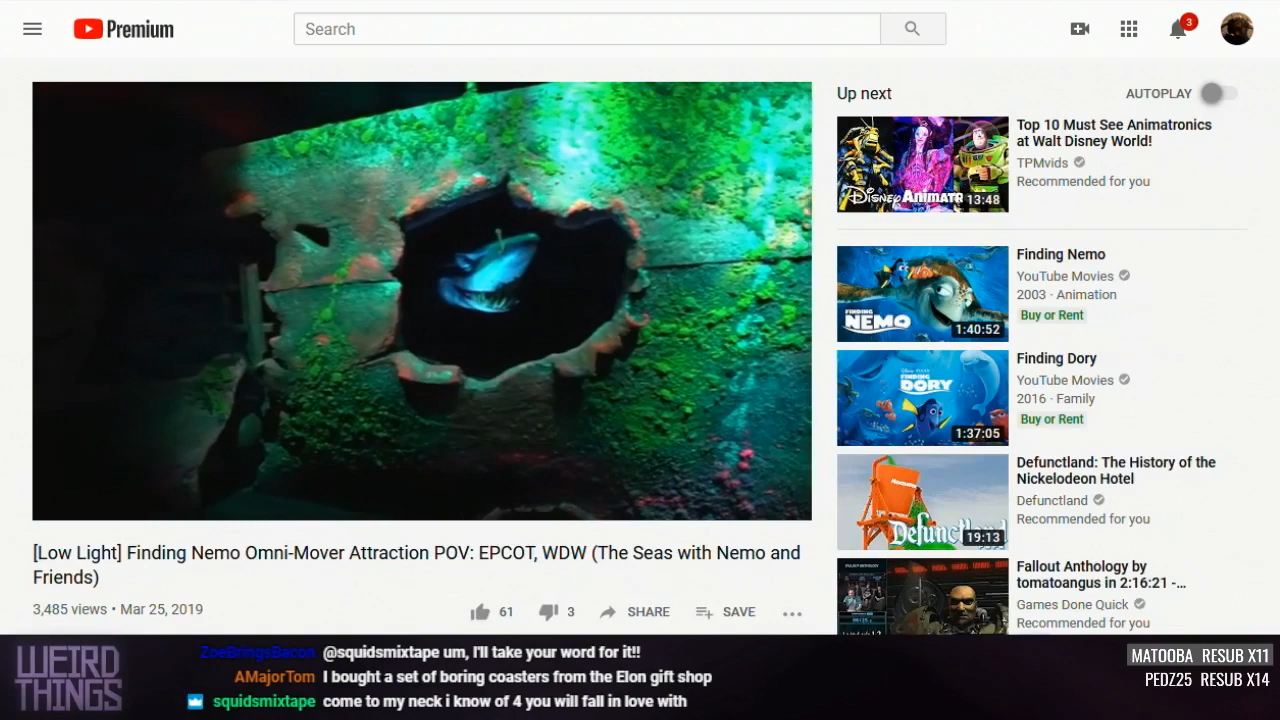 Premium
Search
3
Up next
AUTOPLAY
Top 10 Must See Animatronics
at Walt Disney World!
TPMvids
Recommended for you
Disney Animatr
13:48
Finding Nemo
YouTube Movies
2003 · Animation
Buy or Rent
FINDING
NEMO
1:40:52
Finding Dory
YouTube Movies
2016 · Family
Buy or Rent
FINDING
DORY
1:37:05
Defunctland: The History of the
Nickelodeon Hotel
Defunctland
Recommended for you
Defunctland
19:13
Fallout Anthology by
tomatoangus in 2:16:21 -...
Games Done Quick
Recommended for you
[Low Light] Finding Nemo Omni-Mover Attraction POV: EPCOT, WDW (The Seas with Nemo and
Friends)
3,485 views • Mar 25, 2019
61
3
SHARE
SAVE
WEIRD
THINGS
ZoeBringsBacon @squidsmixtape um, I'll take your word for it!!
AMajorTom I bought a set of boring coasters from the Elon gift shop
squidsmixtape come to my neck i know of 4 you will fall in love with
MATOOBA RESUB X11
PEDZ25 RESUB X14